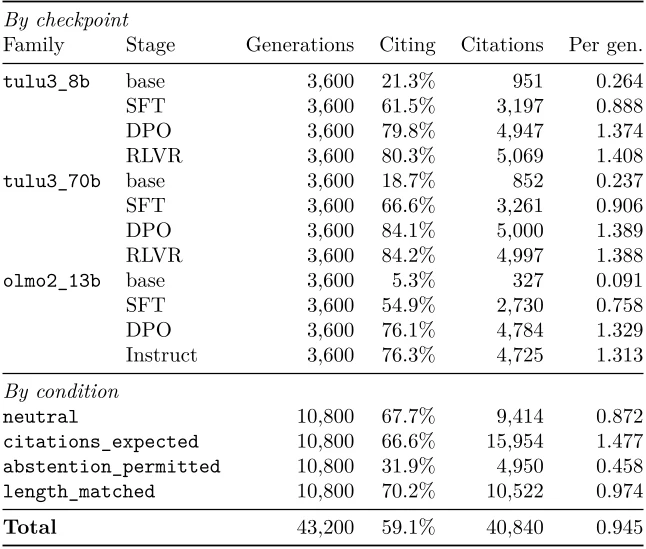 By checkpoint
Family Stage Generations Citing Citations Per gen.
tulu3_8b base 3,600 21.3% 951 0.264
SFT 3,600 61.5% 3,197 0.888
DPO 3,600 79.8% 4,947 1.374
RLVR 3,600 80.3% 5,069 1.408
tulu3_70b base 3,600 18.7% 852 0.237
SFT 3,600 66.6% 3,261 0.906
DPO 3,600 84.1% 5,000 1.389
RLVR 3,600 84.2% 4,997 1.388
olmo2_13b base 3,600 5.3% 327 0.091
SFT 3,600 54.9% 2,730 0.758
DPO 3,600 76.1% 4,784 1.329
Instruct 3,600 76.3% 4,725 1.313
By condition
neutral 10,800 67.7% 9,414 0.872
citations_expected 10,800 66.6% 15,954 1.477
abstention_permitted 10,800 31.9% 4,950 0.458
length_matched 10,800 70.2% 10,522 0.974
Total 43,200 59.1% 40,840 0.945